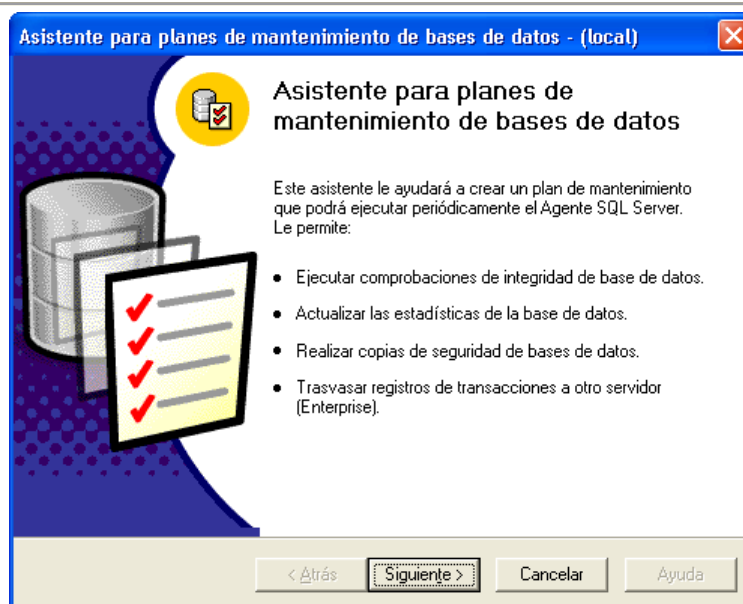 Asistente para planes de mantenimiento de bases de datos - (local)
Asistente para planes de
mantenimiento de bases de datos
Este asistente le ayudará a crear un plan de mantenimiento
que podrá ejecutar periódicamente el Agente SQL Server.
Le permite:
• Ejecutar comprobaciones de integridad de base de datos.
• Actualizar las estadísticas de la base de datos.
• Realizar copias de seguridad de bases de datos.
• Trasvasar registros de transacciones a otro servidor
(Enterprise).
< Atrás Siguiente > Cancelar Ayuda